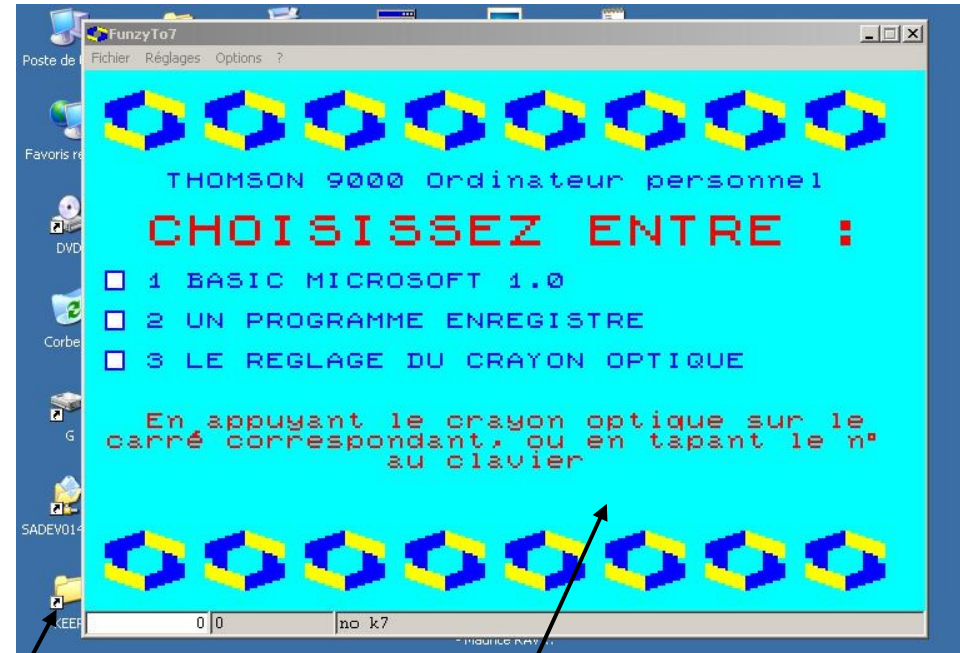 FunzyTo7
Poste de
Fichier Réglages Options ?
Favoris
THOMSON 9000 Ordinateur personnel
CHOISISSEZ ENTRE :
DVD
1 BASIC MICROSOFT 1.0
2 UN PROGRAMME ENREGISTRE
Corbe
3 LE REGLAGE DU CRAYON OPTIQUE
G
En appuyant le crayon optique sur le
carré correspondant, ou en tapant le n°
au clavier
SADEV014
KEEP
0 0 no k7
- Maurice